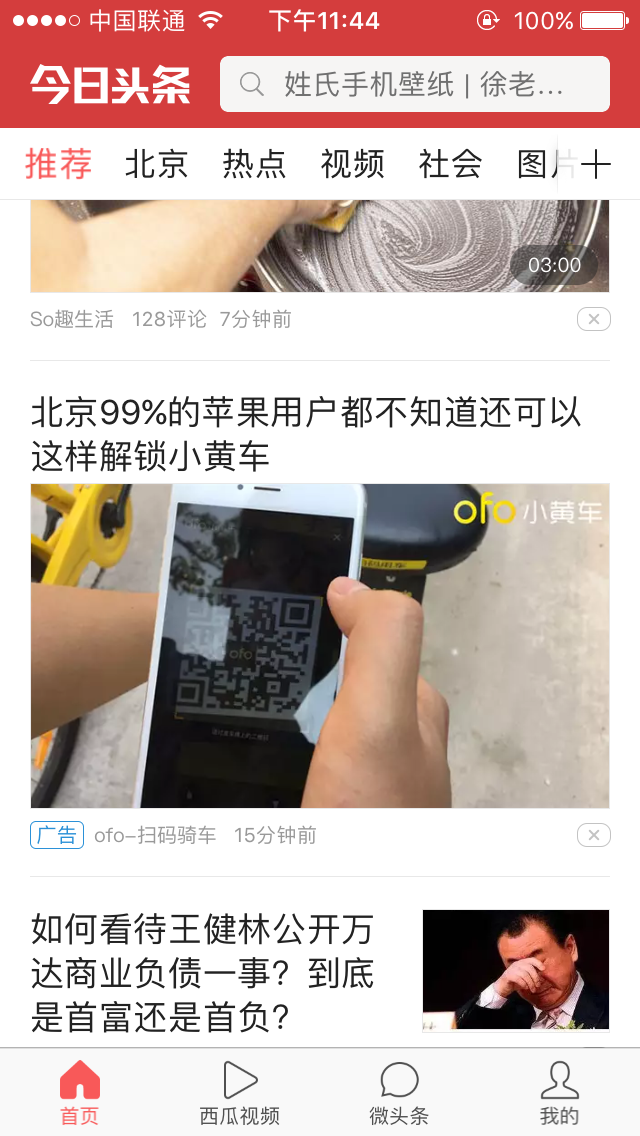 中国联通
下午11:44
100%
今日头条
姓氏手机壁纸 | 徐老...
推荐
北京
热点
视频
社会
图片
03:00
So趣生活 128评论 7分钟前
北京99%的苹果用户都不知道还可以
这样解锁小黄车
ofo小黄车
ofo
广告 ofo-扫码骑车 15分钟前
如何看待王健林公开万
达商业负债一事？到底
是首富还是首负？
首页
西瓜视频
微头条
我的